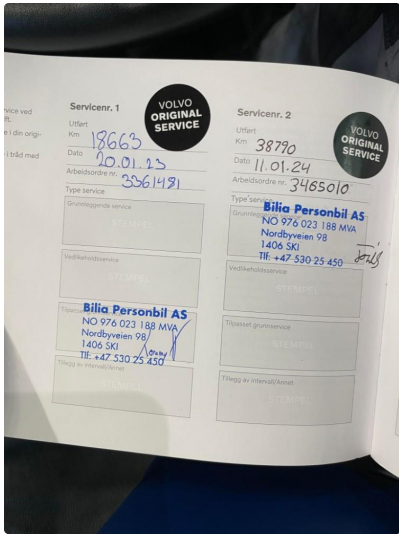 rvice ved
ft.
e i din origi-
i tråd med
Servicenr. 1
VOLVO
ORIGINAL
SERVICE
Utført
Km 18663
Dato 20.01.23
Arbeidsordre nr. 3361481
Type service
Grunnleggende service
STEMPEL
Vedlikeholdsservice
STEMPEL
Bilia Personbil AS
NO 976 023 188 MVA
Nordbyveien 98
1406 SKI
Tlf: +47 530 25 450
Tillegg av intervall/Annet
STEMPEL
Servicenr. 2
VOLVO
ORIGINAL
SERVICE
Utført
Km 38790
Dato 11.01.24
Arbeidsordre nr. 3465010
Type service
Bilia Personbil AS
NO 976 023 188 MVA
Nordbyveien 98
1406 SKI
Tlf: +47 530 25 450
Vedlikeholdsservice
STEMPEL
Tilpasset grunnservice
STEMPEL
Tillegg av intervall/Annet
STEMPEL